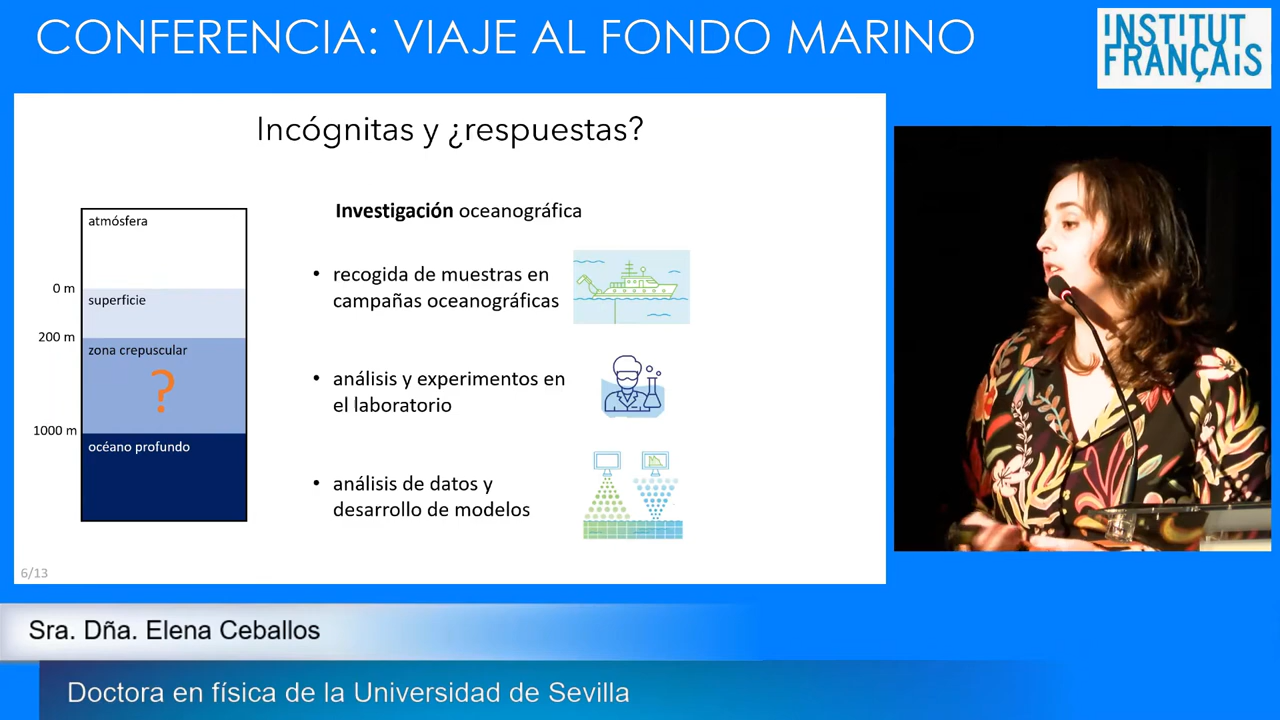 CONFERENCIA: VIAJE AL FONDO MARINO
INSTITUT
FRANÇAIS
Incógnitas y ¿respuestas?
atmósfera
0 m
superficie
200 m
zona crepuscular
?
1000 m
océano profundo
Investigación oceanográfica
• recogida de muestras en
campañas oceanográficas
• análisis y experimentos en
el laboratorio
• análisis de datos y
desarrollo de modelos
6/13
Sra. Dña. Elena Ceballos
Doctora en física de la Universidad de Sevilla